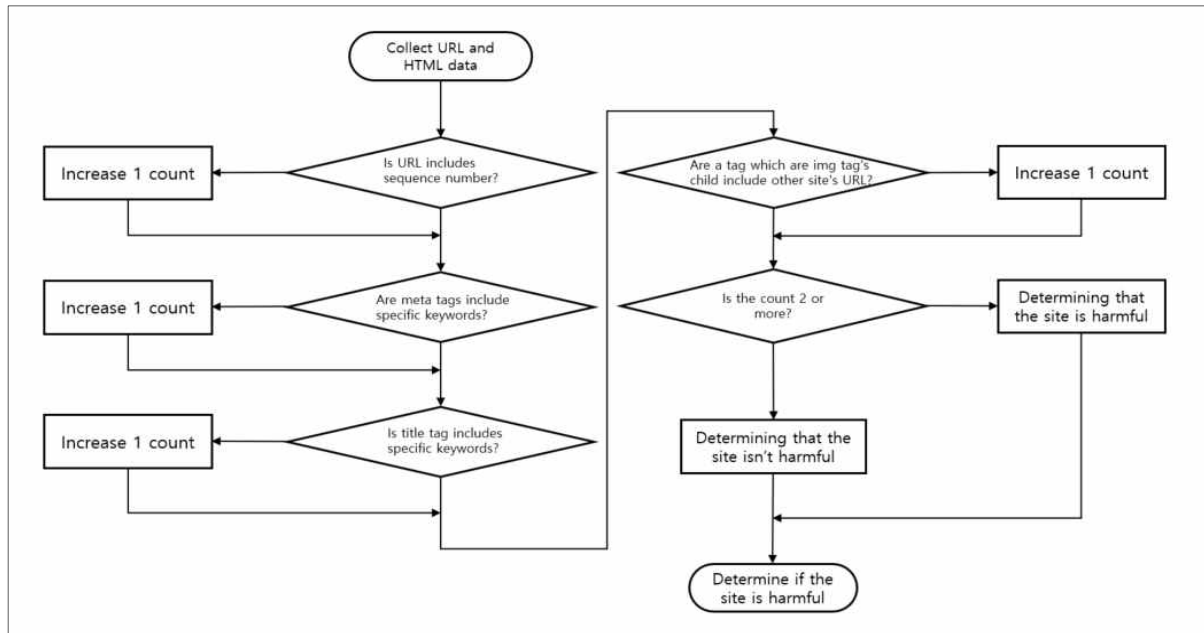 Collect URL and
HTML data
Is URL includes
sequence number?
Increase 1 count
Are meta tags include
specific keywords?
Increase 1 count
Is title tag includes
specific keywords?
Increase 1 count
Are a tag which are img tag's
child include other site's URL?
Increase 1 count
Is the count 2 or
more?
Determining that
the site is harmful
Determining that the
site isn't harmful
Determine if the
site is harmful